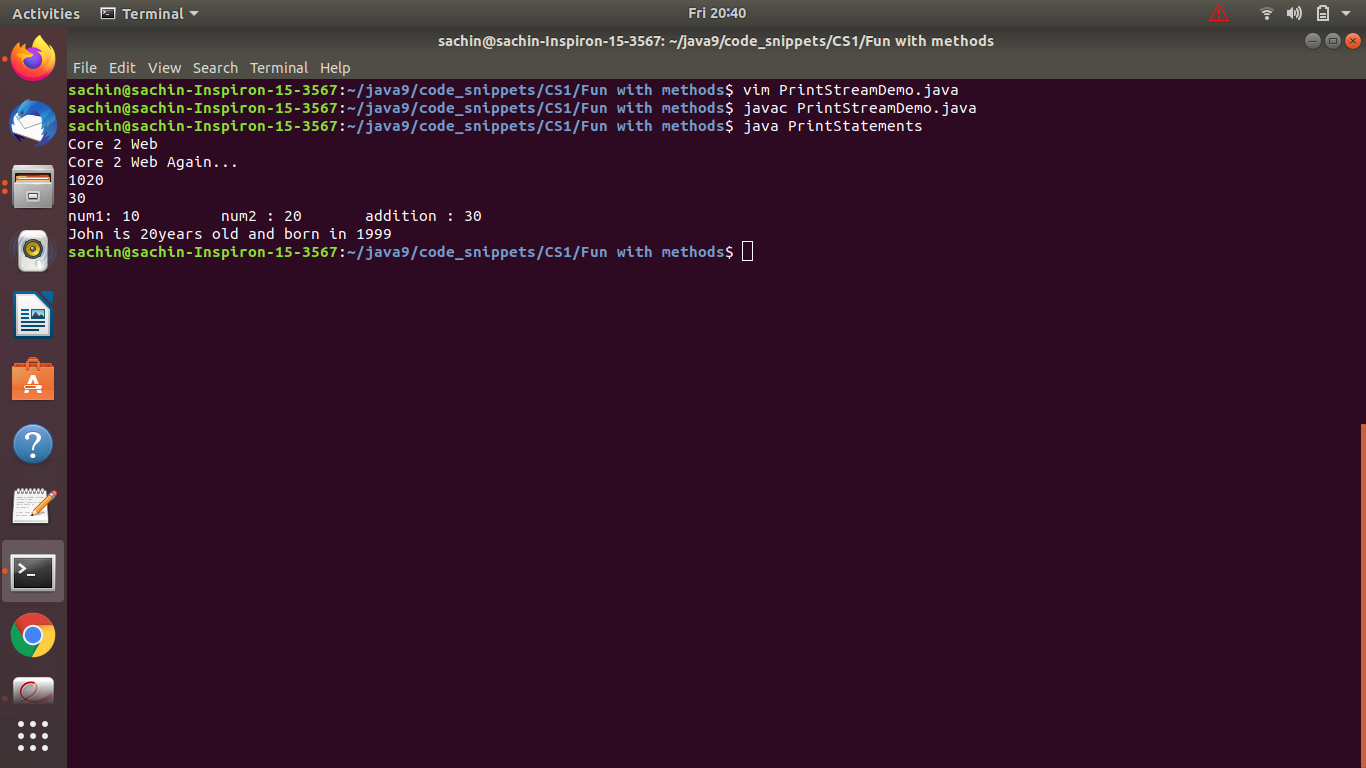 Activities Terminal Fri 20:40
sachin@sachin-Inspiron-15-3567: ~/java9/code_snippets/CS1/Fun with methods
File Edit View Search Terminal Help
sachin@sachin-Inspiron-15-3567:~/java9/code_snippets/CS1/Fun with methods$ vim PrintStreamDemo.java
sachin@sachin-Inspiron-15-3567:~/java9/code_snippets/CS1/Fun with methods$ javac PrintStreamDemo.java
sachin@sachin-Inspiron-15-3567:~/java9/code_snippets/CS1/Fun with methods$ java PrintStatements
Core 2 Web
Core 2 Web Again...
1020
30
num1: 10         num2 : 20       addition : 30
John is 20years old and born in 1999
sachin@sachin-Inspiron-15-3567:~/java9/code_snippets/CS1/Fun with methods$